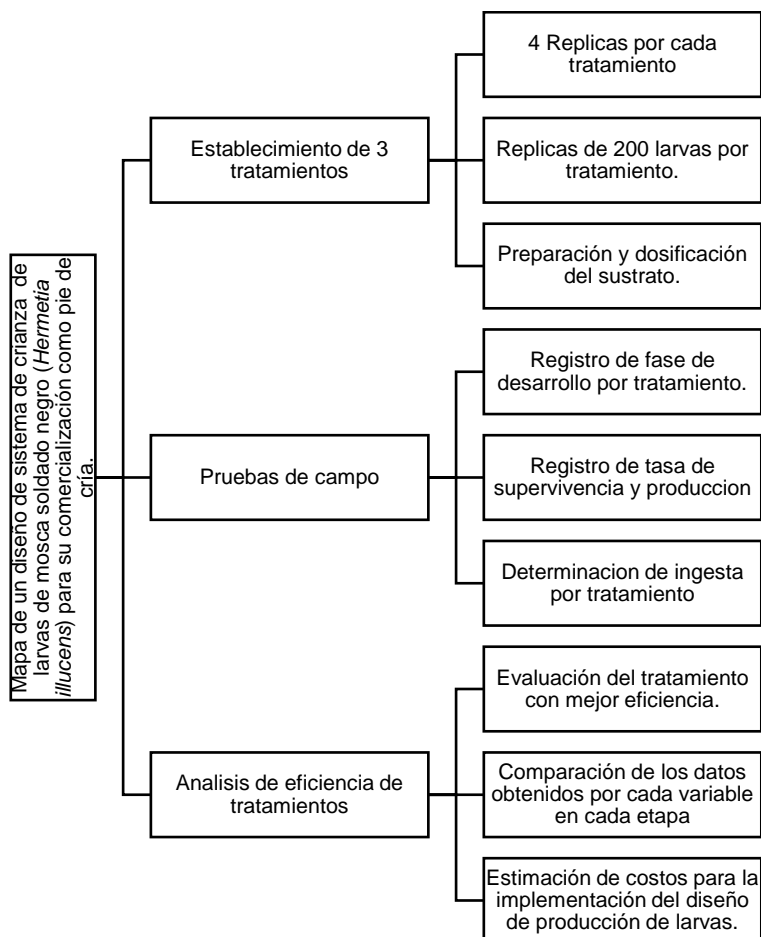 Mapa de un diseño de sistema de crianza de
larvas de mosca soldado negro (Hermetia
illucens) para su comercialización como pie de
cría.
Establecimiento de 3
tratamientos
4 Replicas por cada
tratamiento
Replicas de 200 larvas por
tratamiento.
Preparación y dosificación
del sustrato.
Pruebas de campo
Registro de fase de
desarrollo por tratamiento.
Registro de tasa de
supervivencia y produccion
Determinacion de ingesta
por tratamiento
Analisis de eficiencia de
tratamientos
Evaluación del tratamiento
con mejor eficiencia.
Comparación de los datos
obtenidos por cada variable
en cada etapa
Estimación de costos para la
implementación del diseño
de producción de larvas.